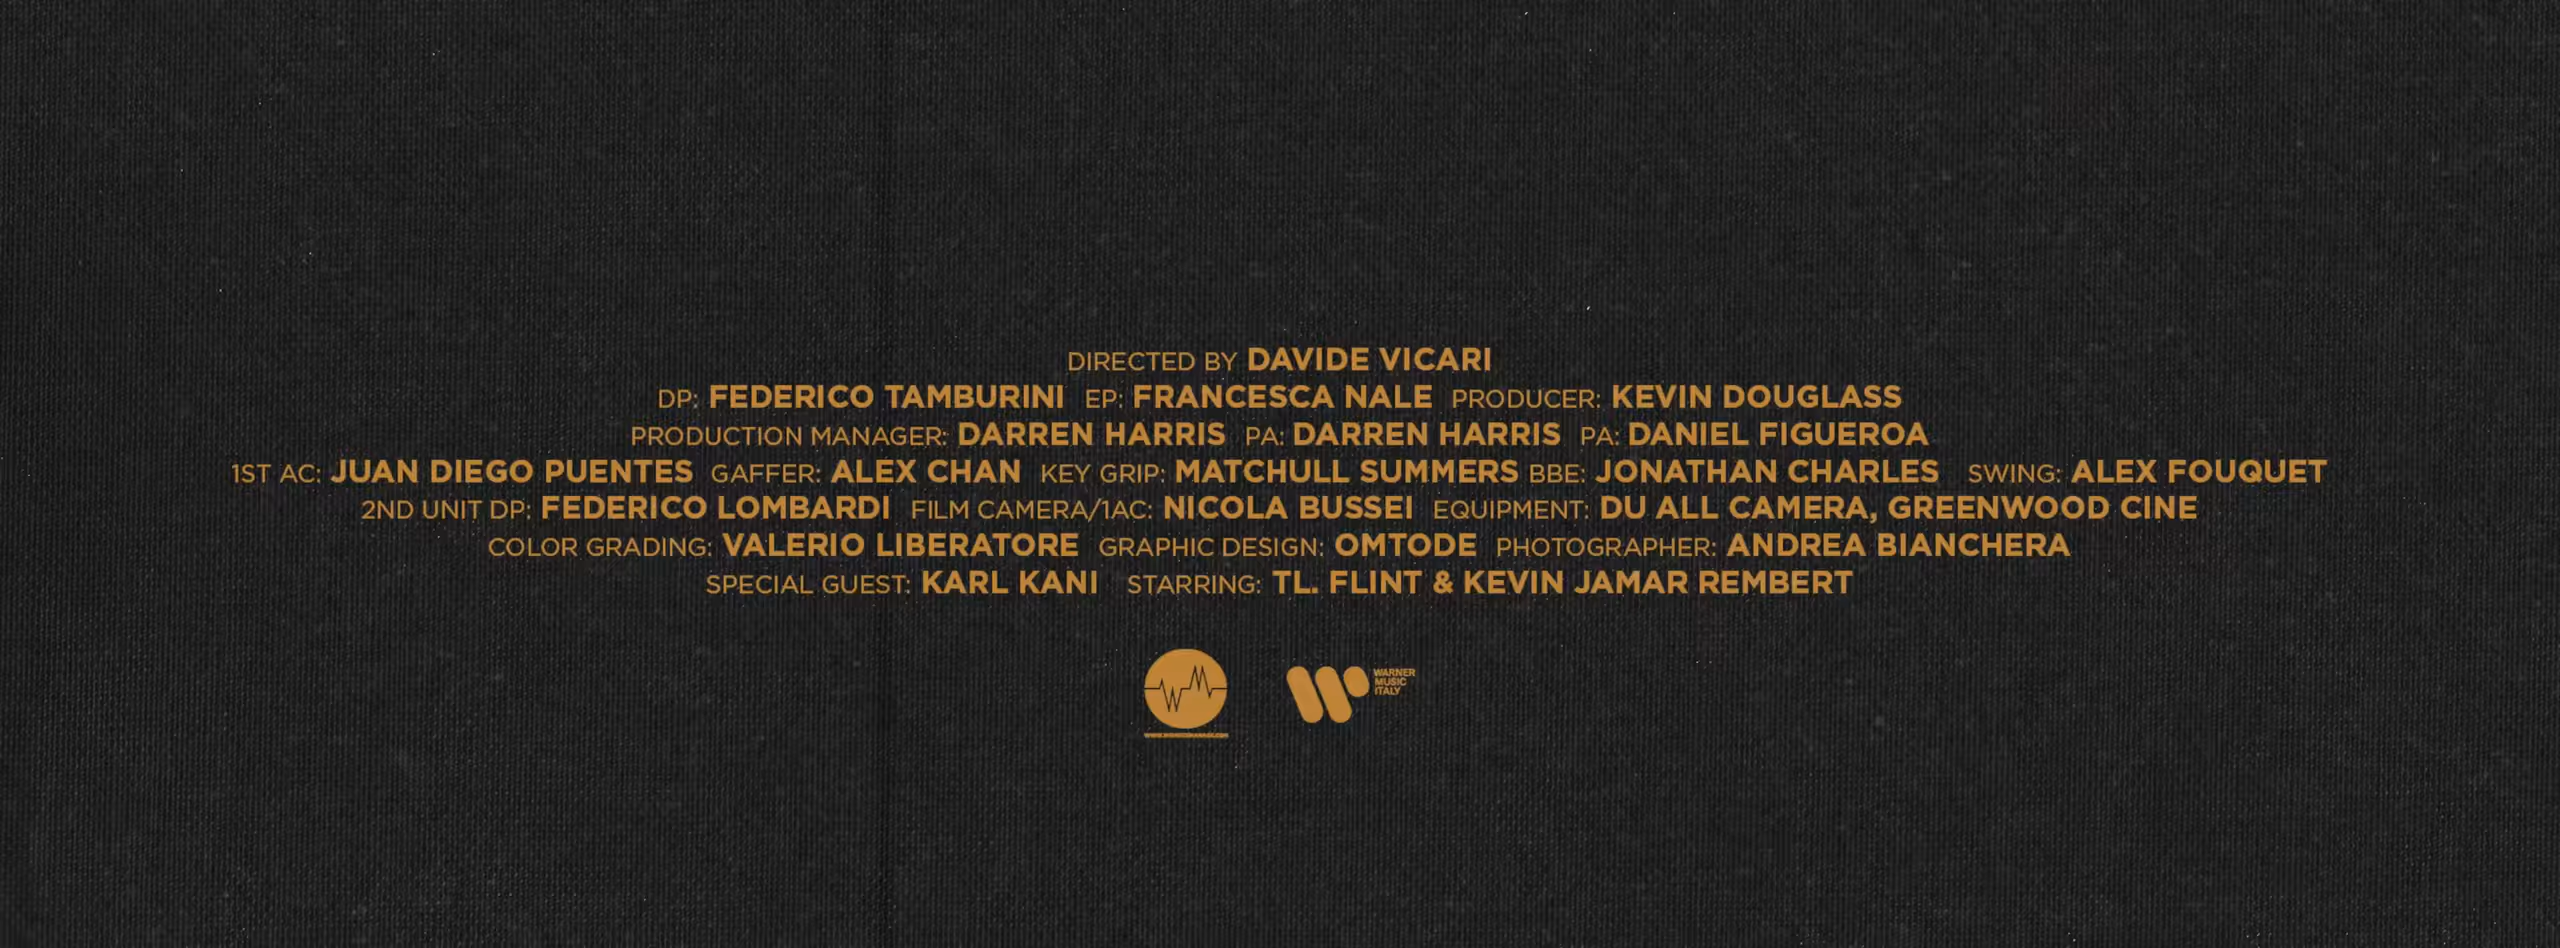 DIRECTED BY DAVIDE VICARI
DP: FEDERICO TAMBURINI EP: FRANCESCA NALE PRODUCER: KEVIN DOUGLASS
PRODUCTION MANAGER: DARREN HARRIS PA: DARREN HARRIS PA: DANIEL FIGUEROA
1ST AC: JUAN DIEGO PUENTES GAFFER: ALEX CHAN KEY GRIP: MATCHULL SUMMERS BBE: JONATHAN CHARLES SWING: ALEX FOUQUET
2ND UNIT DP: FEDERICO LOMBARDI FILM CAMERA/1AC: NICOLA BUSSEI EQUIPMENT: DU ALL CAMERA, GREENWOOD CINE
COLOR GRADING: VALERIO LIBERATORE GRAPHIC DESIGN: OMTODE PHOTOGRAPHER: ANDREA BIANCHERA
SPECIAL GUEST: KARL KANI STARRING: TL. FLINT & KEVIN JAMAR REMBERT
WARNER
MUSIC
ITALY